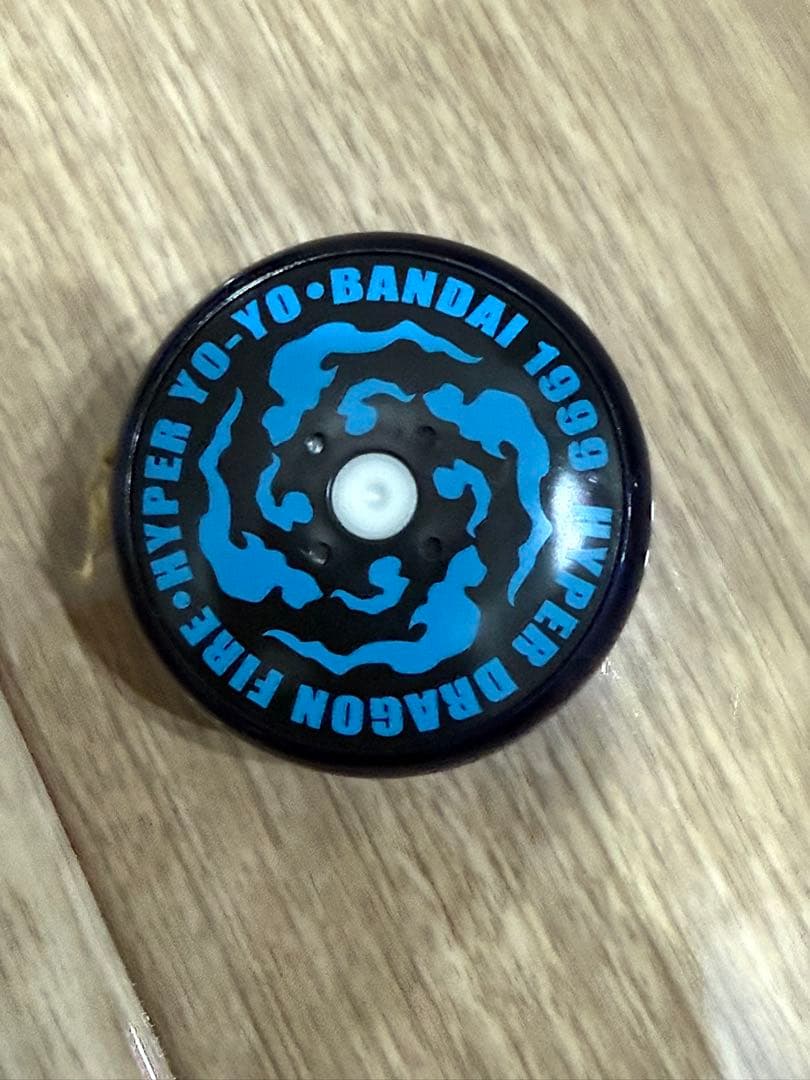 HYPER YO-YO•BANDAI 1999 HYPER DRAGON FIRE•